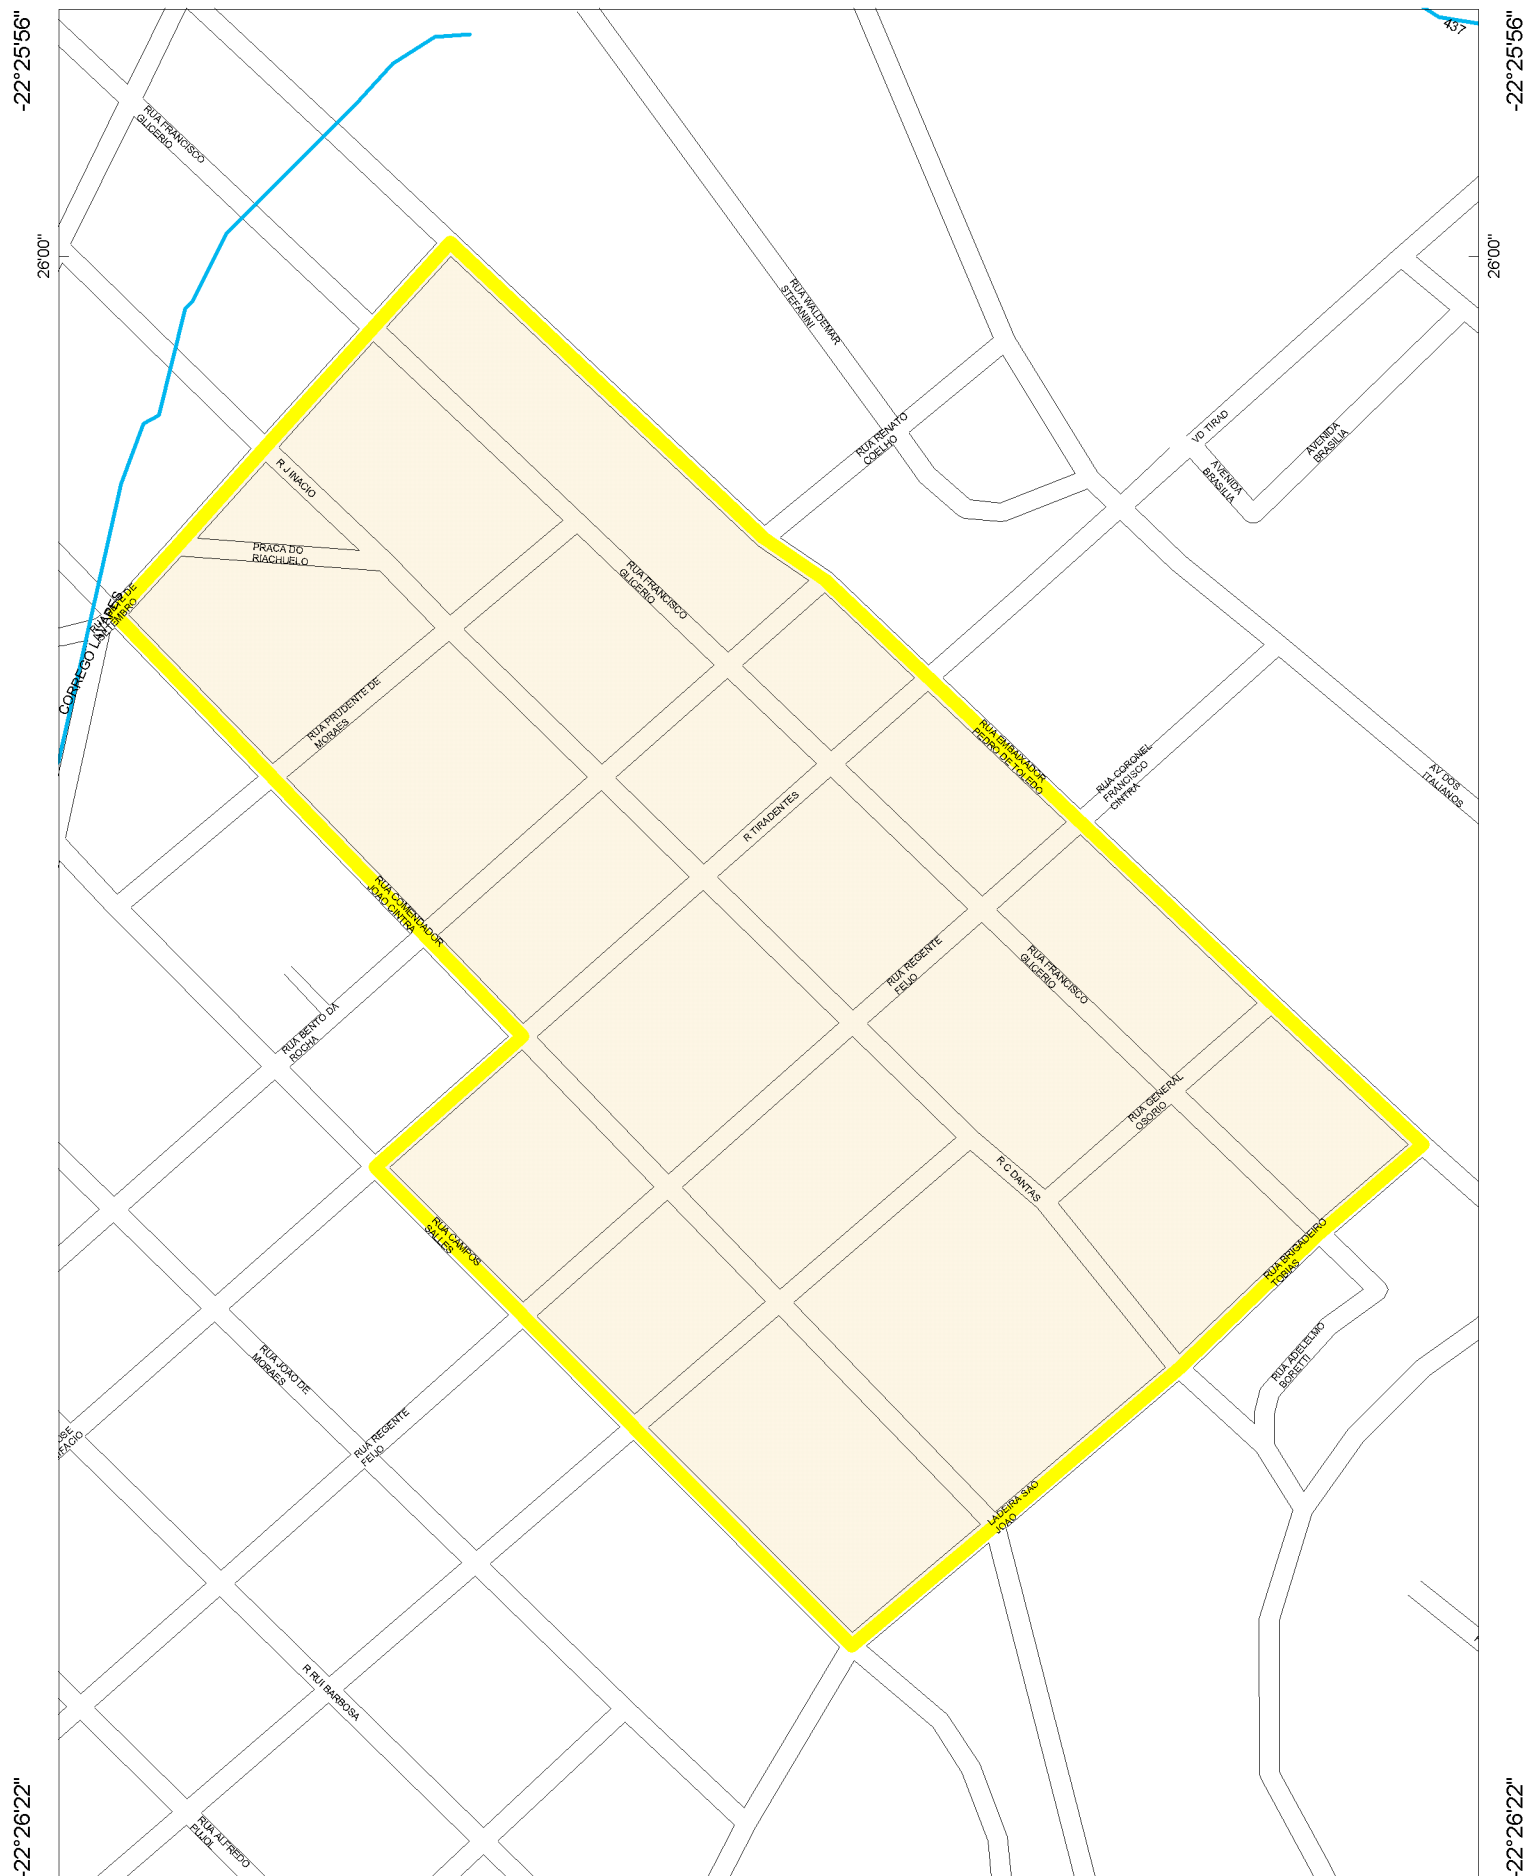 -22°25'56"
-22°25'56"
437
RUA FRANCISCO
GLICERIO
26'00"
26'00"
RUA WALDEMAR
STEFANINI
RUA RENATO
COELHO
VD TIRAD
AVENIDA
BRASILIA
AVENIDA
BRASILIA
R J INACIO
PRACA DO
RIACHUELO
RUA FRANCISCO
GLICERIO
CORREGO LAVAPES
RUA PRUDENTE DE
MORAES
RUA EMBAIXADOR
PEDRO DE TOLEDO
RUA CORONEL
FRANCISCO
CINTRA
AV DOS
ITALIANOS
R TIRADENTES
RUA COMENDADOR
JOAO CINTRA
RUA REGENTE
FEIJO
RUA FRANCISCO
GLICERIO
RUA BENTO DA
ROCHA
RUA GENERAL
OSORIO
R C DANTAS
RUA CAMPOS
SALLES
RUA BRIGADEIRO
TOBIAS
RUA ADELELMO
BORETTI
RUA JOAO DE
MORAES
RUA REGENTE
FEIJO
LADEIRA SAO
JOAO
R RUI BARBOSA
RUA ALFREDO
PUJOL
-22°26'22"
-22°26'22"